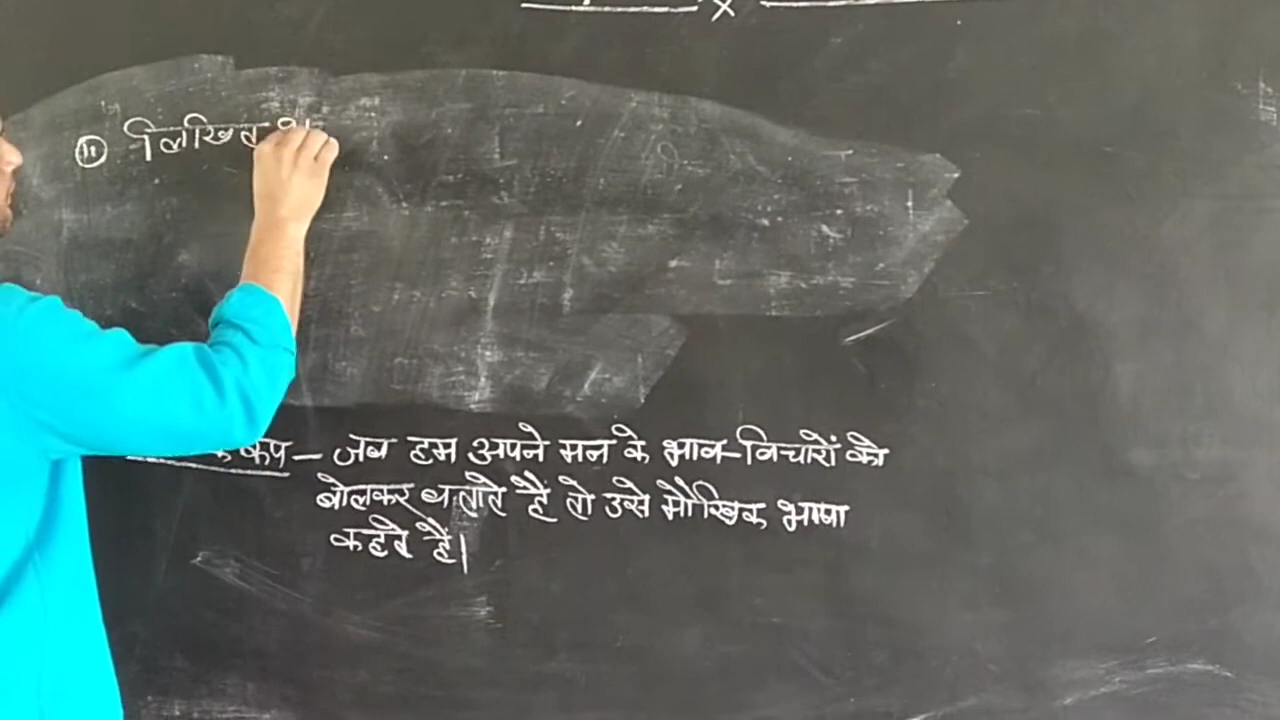 (ii) लिखित
रूप – जब हम अपने मन के भाव-विचारों को
बोलकर बताते हैं तो उसे मौखिक भाषा
कहते हैं।